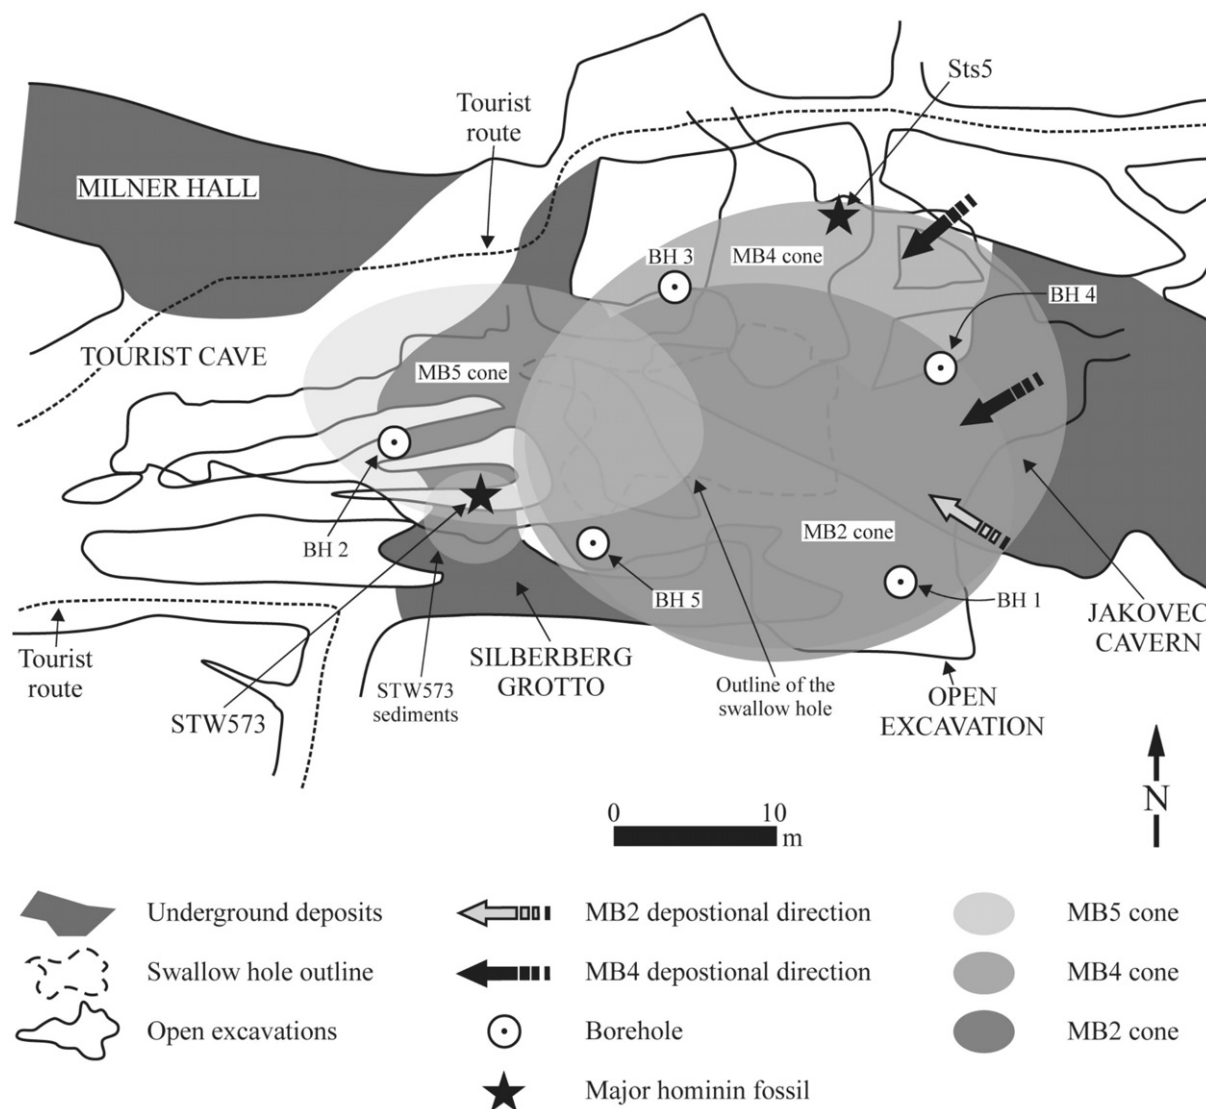 Sts5
Tourist
route
MILNER HALL
BH 3
MB4 cone
BH 4
TOURIST CAVE
MB5 cone
MB2 cone
BH 2
BH 5
BH 1
JAKOVEC
CAVERN
Tourist
route
SILBERBERG
GROTTO
STW573
sediments
Outline of the
swallow hole
OPEN
EXCAVATION
STW573
0 10
m
N
Underground deposits
MB2 depostional direction
MB5 cone
Swallow hole outline
MB4 depostional direction
MB4 cone
Open excavations
Borehole
MB2 cone
Major hominin fossil